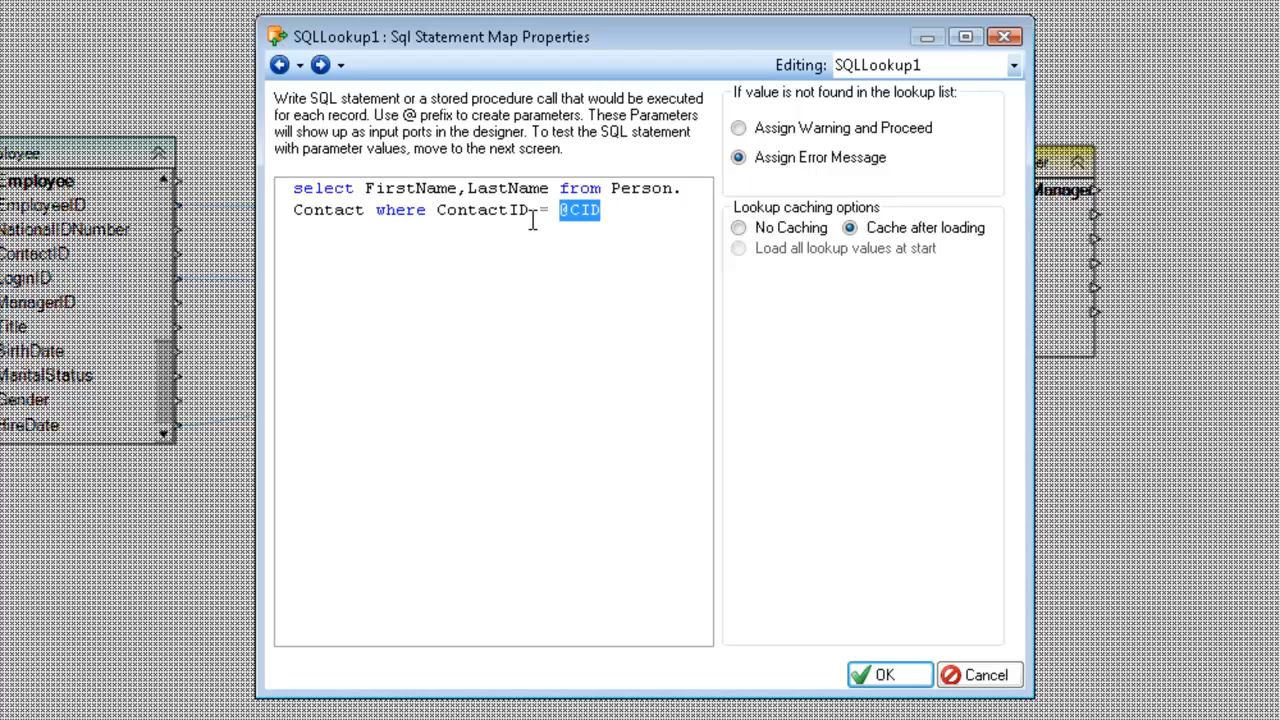 SQLLookup1 : Sql Statement Map Properties
Editing: SQLLookup1
Write SQL statement or a stored procedure call that would be executed
for each record. Use @ prefix to create parameters. These Parameters
will show up as input ports in the designer. To test the SQL statement
with parameter values, move to the next screen.
select FirstName,LastName from Person.
Contact where ContactID = @CID
If value is not found in the lookup list:
Assign Warning and Proceed
Assign Error Message
Lookup caching options
No Caching Cache after loading
Load all lookup values at start
OK Cancel
ployee
Employee
EmployeeID
NationalIDNumber
ContactID
LoginID
ManagerID
Title
BirthDate
MaritalStatus
Gender
HireDate
er
Manager